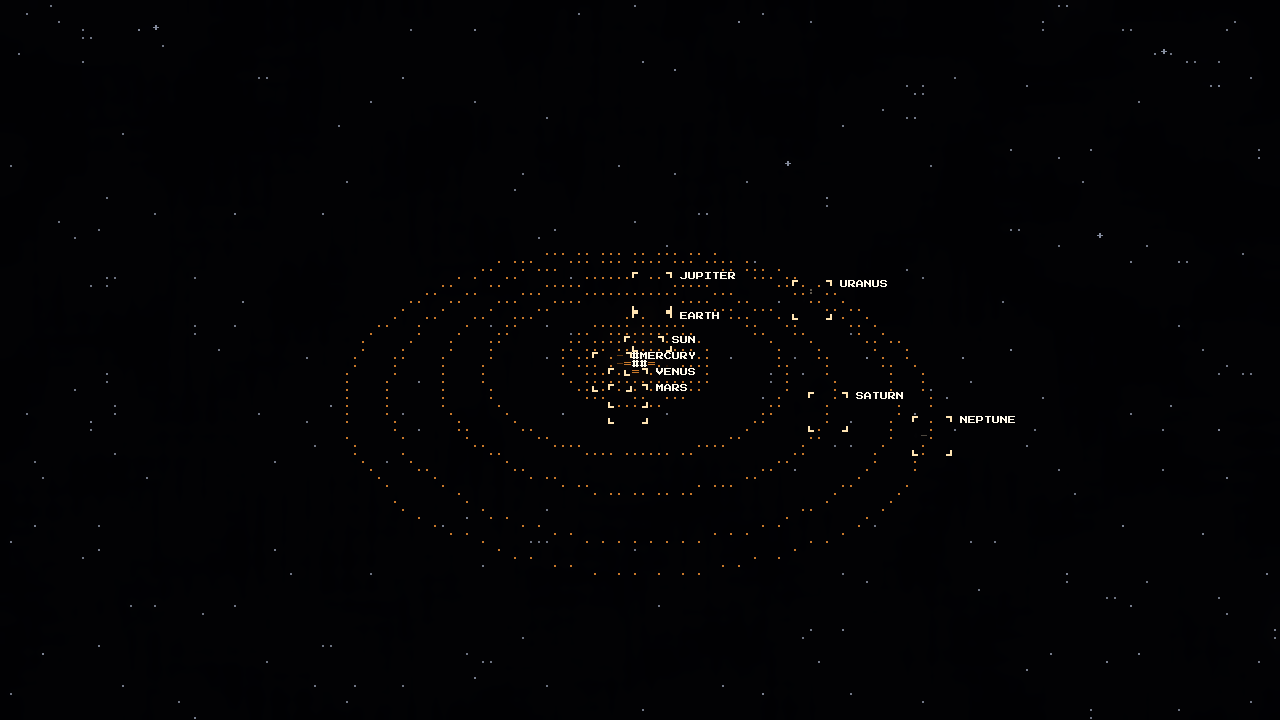 JUPITER
URANUS
EARTH
SUN
#MERCURY
=##=
VENUS
MARS
SATURN
NEPTUNE